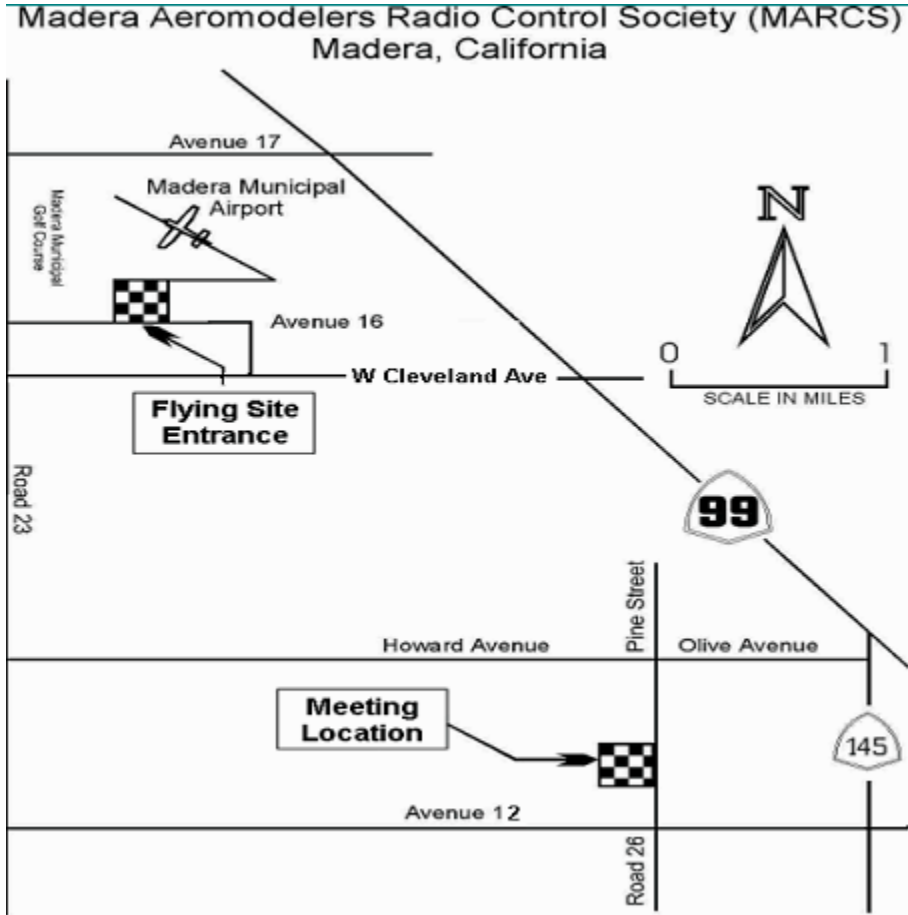 Madera Aeromodelers Radio Control Society (MARCS)
Madera, California
Avenue 17
Madera Municipal
Airport
Madera Municipal
Golf Course
N
Avenue 16
0 1
SCALE IN MILES
W Cleveland Ave
Flying Site
Entrance
Road 23
99
Pine Street
Howard Avenue
Olive Avenue
Meeting
Location
145
Avenue 12
Road 26